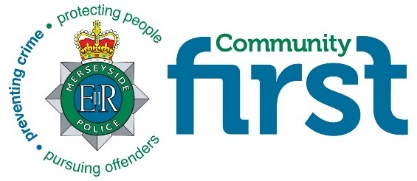 preventing crime • protecting people
• pursuing offenders
MERSEYSIDE
EIIR
POLICE
Community
first